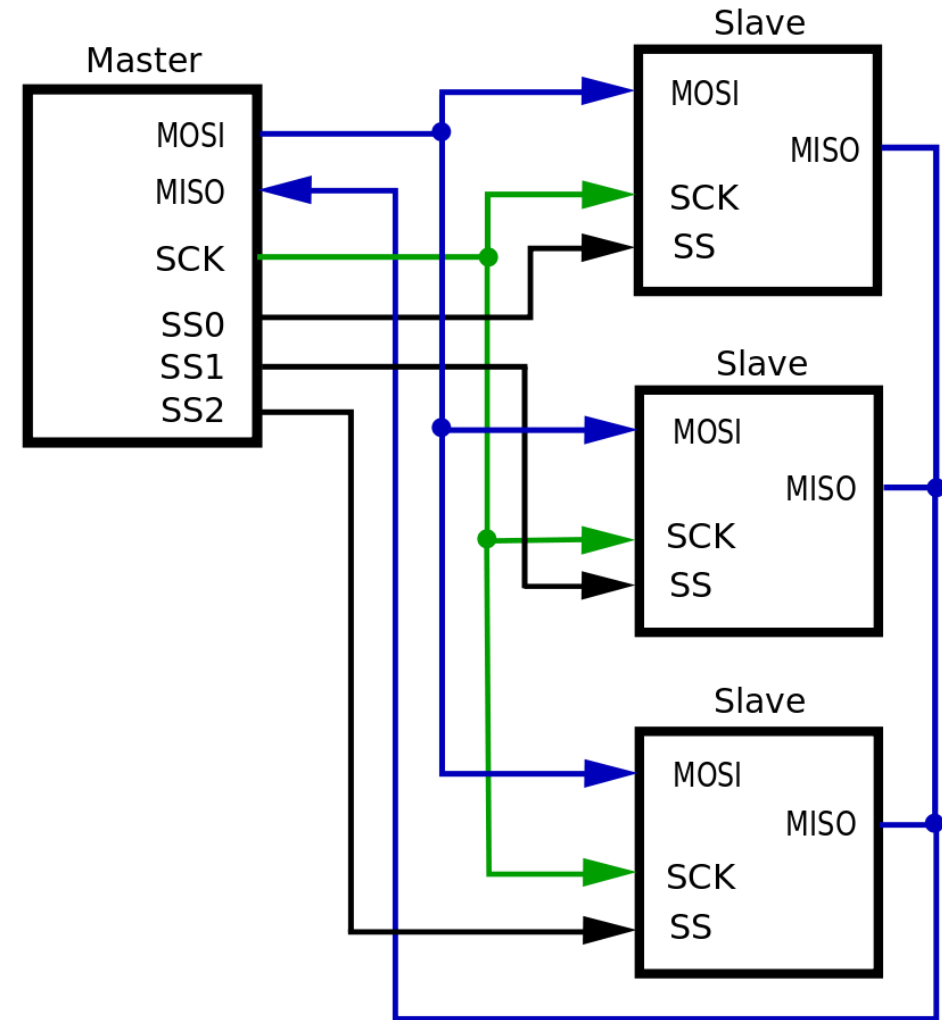 Master
MOSI
MISO
SCK
SS0
SS1
SS2
Slave
MOSI
MISO
SCK
SS
Slave
MOSI
MISO
SCK
SS
Slave
MOSI
MISO
SCK
SS